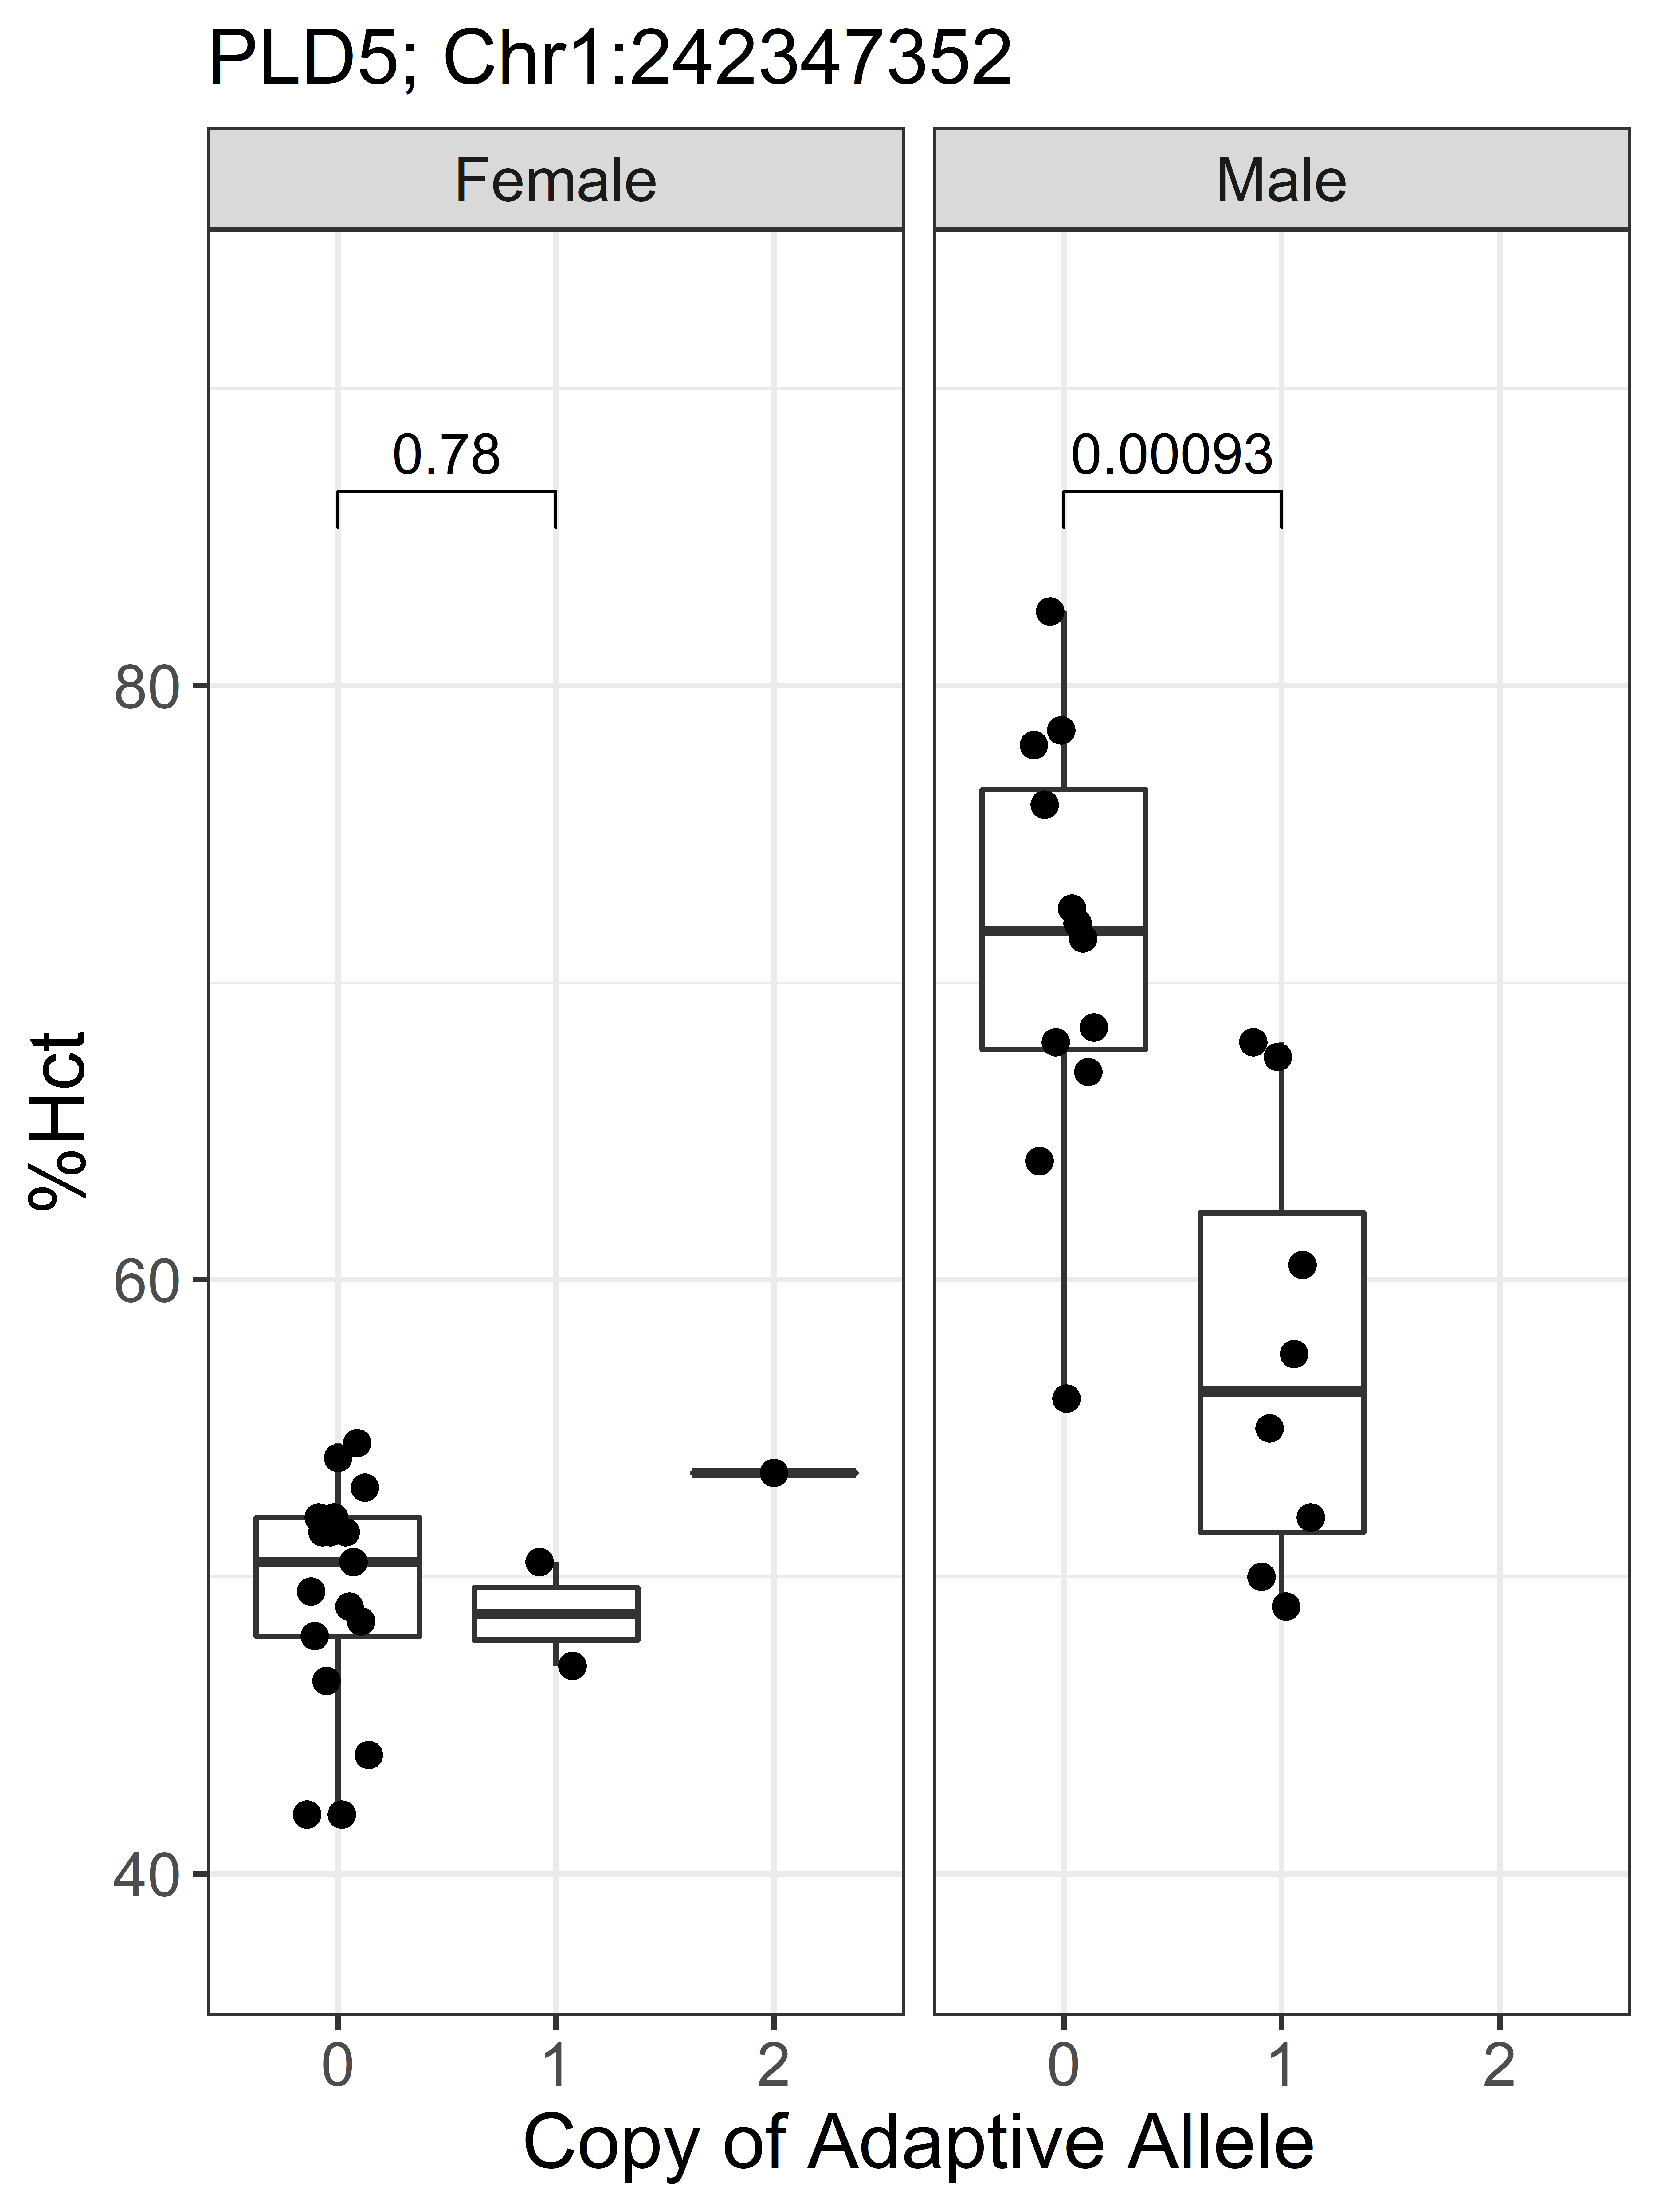 PLD5; Chr1:242347352
Female
Male
0.78
0.00093
80
60
40
%Hct
0 1 2
0 1 2
Copy of Adaptive Allele